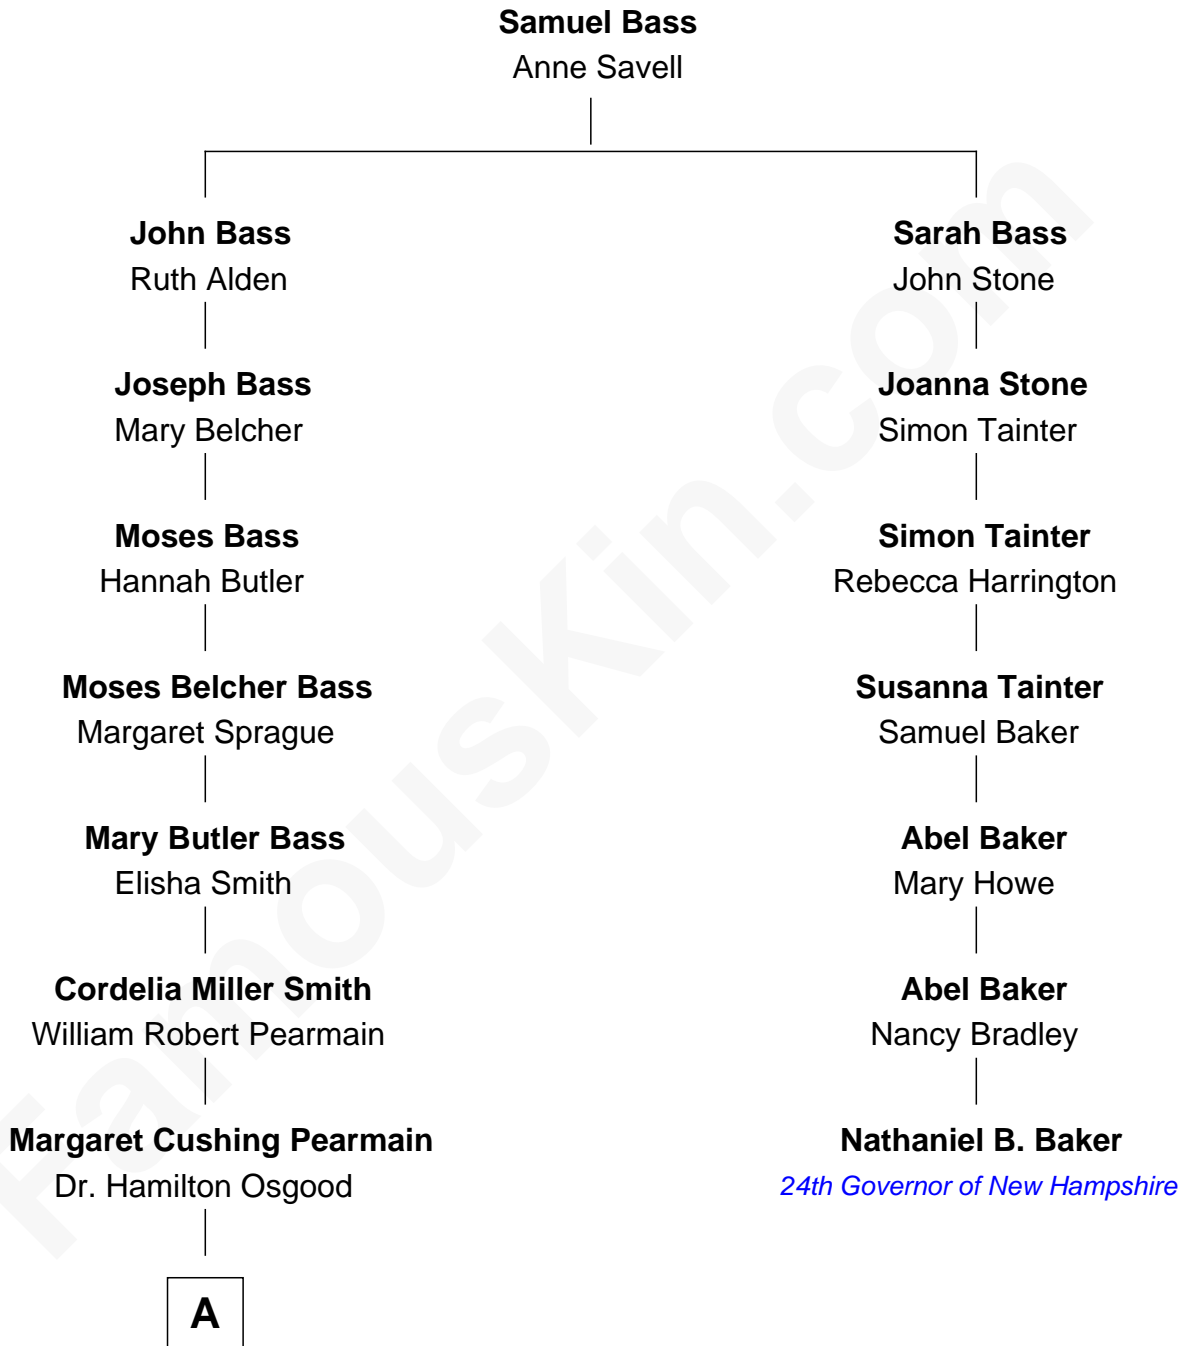 Samuel Bass
Anne Savell
John Bass
Ruth Alden
Sarah Bass
John Stone
Joseph Bass
Mary Belcher
Joanna Stone
Simon Tainter
Moses Bass
Hannah Butler
Simon Tainter
Rebecca Harrington
Moses Belcher Bass
Margaret Sprague
Susanna Tainter
Samuel Baker
Mary Butler Bass
Elisha Smith
Abel Baker
Mary Howe
Cordelia Miller Smith
William Robert Pearmain
Abel Baker
Nancy Bradley
Margaret Cushing Pearmain
Dr. Hamilton Osgood
Nathaniel B. Baker
24th Governor of New Hampshire
A
FamousKin.com